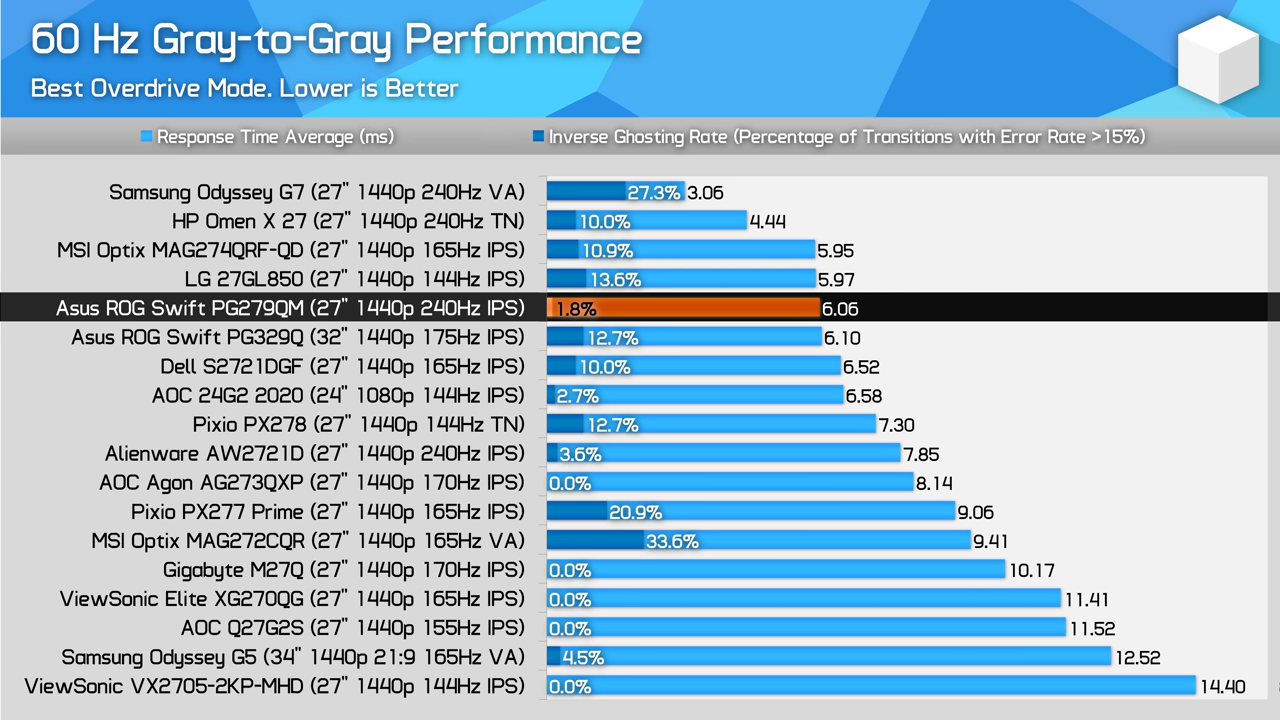 60 Hz Gray-to-Gray Performance
Best Overdrive Mode. Lower is Better
Response Time Average (ms) Inverse Ghosting Rate (Percentage of Transitions with Error Rate >15%)
Samsung Odyssey G7 (27" 1440p 240Hz VA) 27.3% 3.06
HP Omen X 27 (27" 1440p 240Hz TN) 10.0% 4.44
MSI Optix MAG274QRF-QD (27" 1440p 165Hz IPS) 10.9% 5.95
LG 27GL850 (27" 1440p 144Hz IPS) 13.6% 5.97
Asus ROG Swift PG279QM (27" 1440p 240Hz IPS) 1.8% 6.06
Asus ROG Swift PG329Q (32" 1440p 175Hz IPS) 12.7% 6.10
Dell S2721DGF (27" 1440p 165Hz IPS) 10.0% 6.52
AOC 24G2 2020 (24" 1080p 144Hz IPS) 2.7% 6.58
Pixio PX278 (27" 1440p 144Hz TN) 12.7% 7.30
Alienware AW2721D (27" 1440p 240Hz IPS) 3.6% 7.85
AOC Agon AG273QXP (27" 1440p 170Hz IPS) 0.0% 8.14
Pixio PX277 Prime (27" 1440p 165Hz IPS) 20.9% 9.06
MSI Optix MAG272CQR (27" 1440p 165Hz VA) 33.6% 9.41
Gigabyte M27Q (27" 1440p 170Hz IPS) 0.0% 10.17
ViewSonic Elite XG270QG (27" 1440p 165Hz IPS) 0.0% 11.41
AOC Q27G2S (27" 1440p 155Hz IPS) 0.0% 11.52
Samsung Odyssey G5 (34" 1440p 21:9 165Hz VA) 4.5% 12.52
ViewSonic VX2705-2KP-MHD (27" 1440p 144Hz IPS) 0.0% 14.40